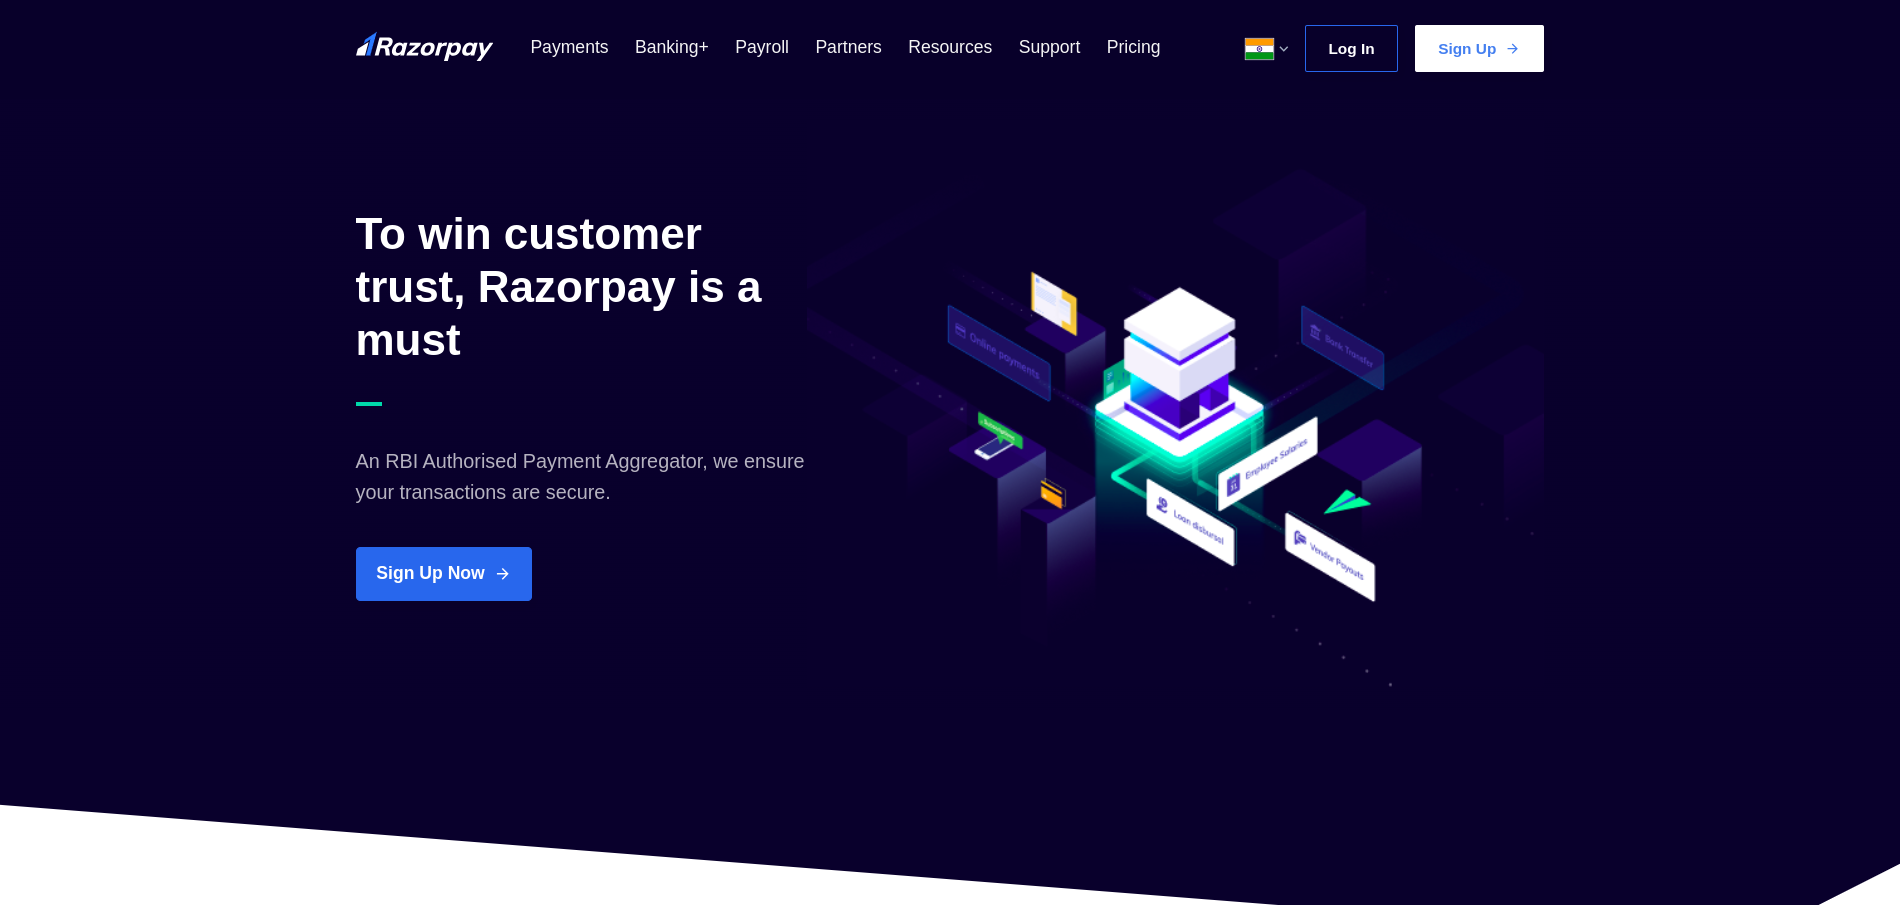 Razorpay
Payments
Banking+
Payroll
Partners
Resources
Support
Pricing
Log In
Sign Up
To win customer
trust, Razorpay is a
must
An RBI Authorised Payment Aggregator, we ensure
your transactions are secure.
Sign Up Now
Online payments
Bank Transfer
Subscriptions
Employee Salaries
31
Loan disbursal
Vendor Payouts